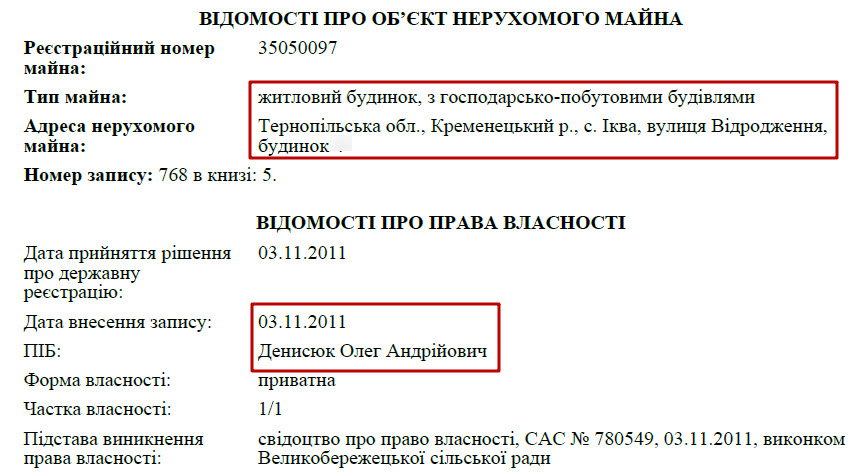 ВІДОМОСТІ ПРО ОБ’ЄКТ НЕРУХОМОГО МАЙНА
Реєстраційний номер майна: 35050097
Тип майна: житловий будинок, з господарсько-побутовими будівлями
Адреса нерухомого майна: Тернопільська обл., Кременецький р., с. Іква, вулиця Відродження,
будинок
Номер запису: 768 в книзі: 5.
ВІДОМОСТІ ПРО ПРАВА ВЛАСНОСТІ
Дата прийняття рішення про державну реєстрацію: 03.11.2011
Дата внесення запису: 03.11.2011
ПІБ: Денисюк Олег Андрійович
Форма власності: приватна
Частка власності: 1/1
Підстава виникнення права власності: свідоцтво про право власності, САС № 780549, 03.11.2011, виконком
Великобережецької сільської ради